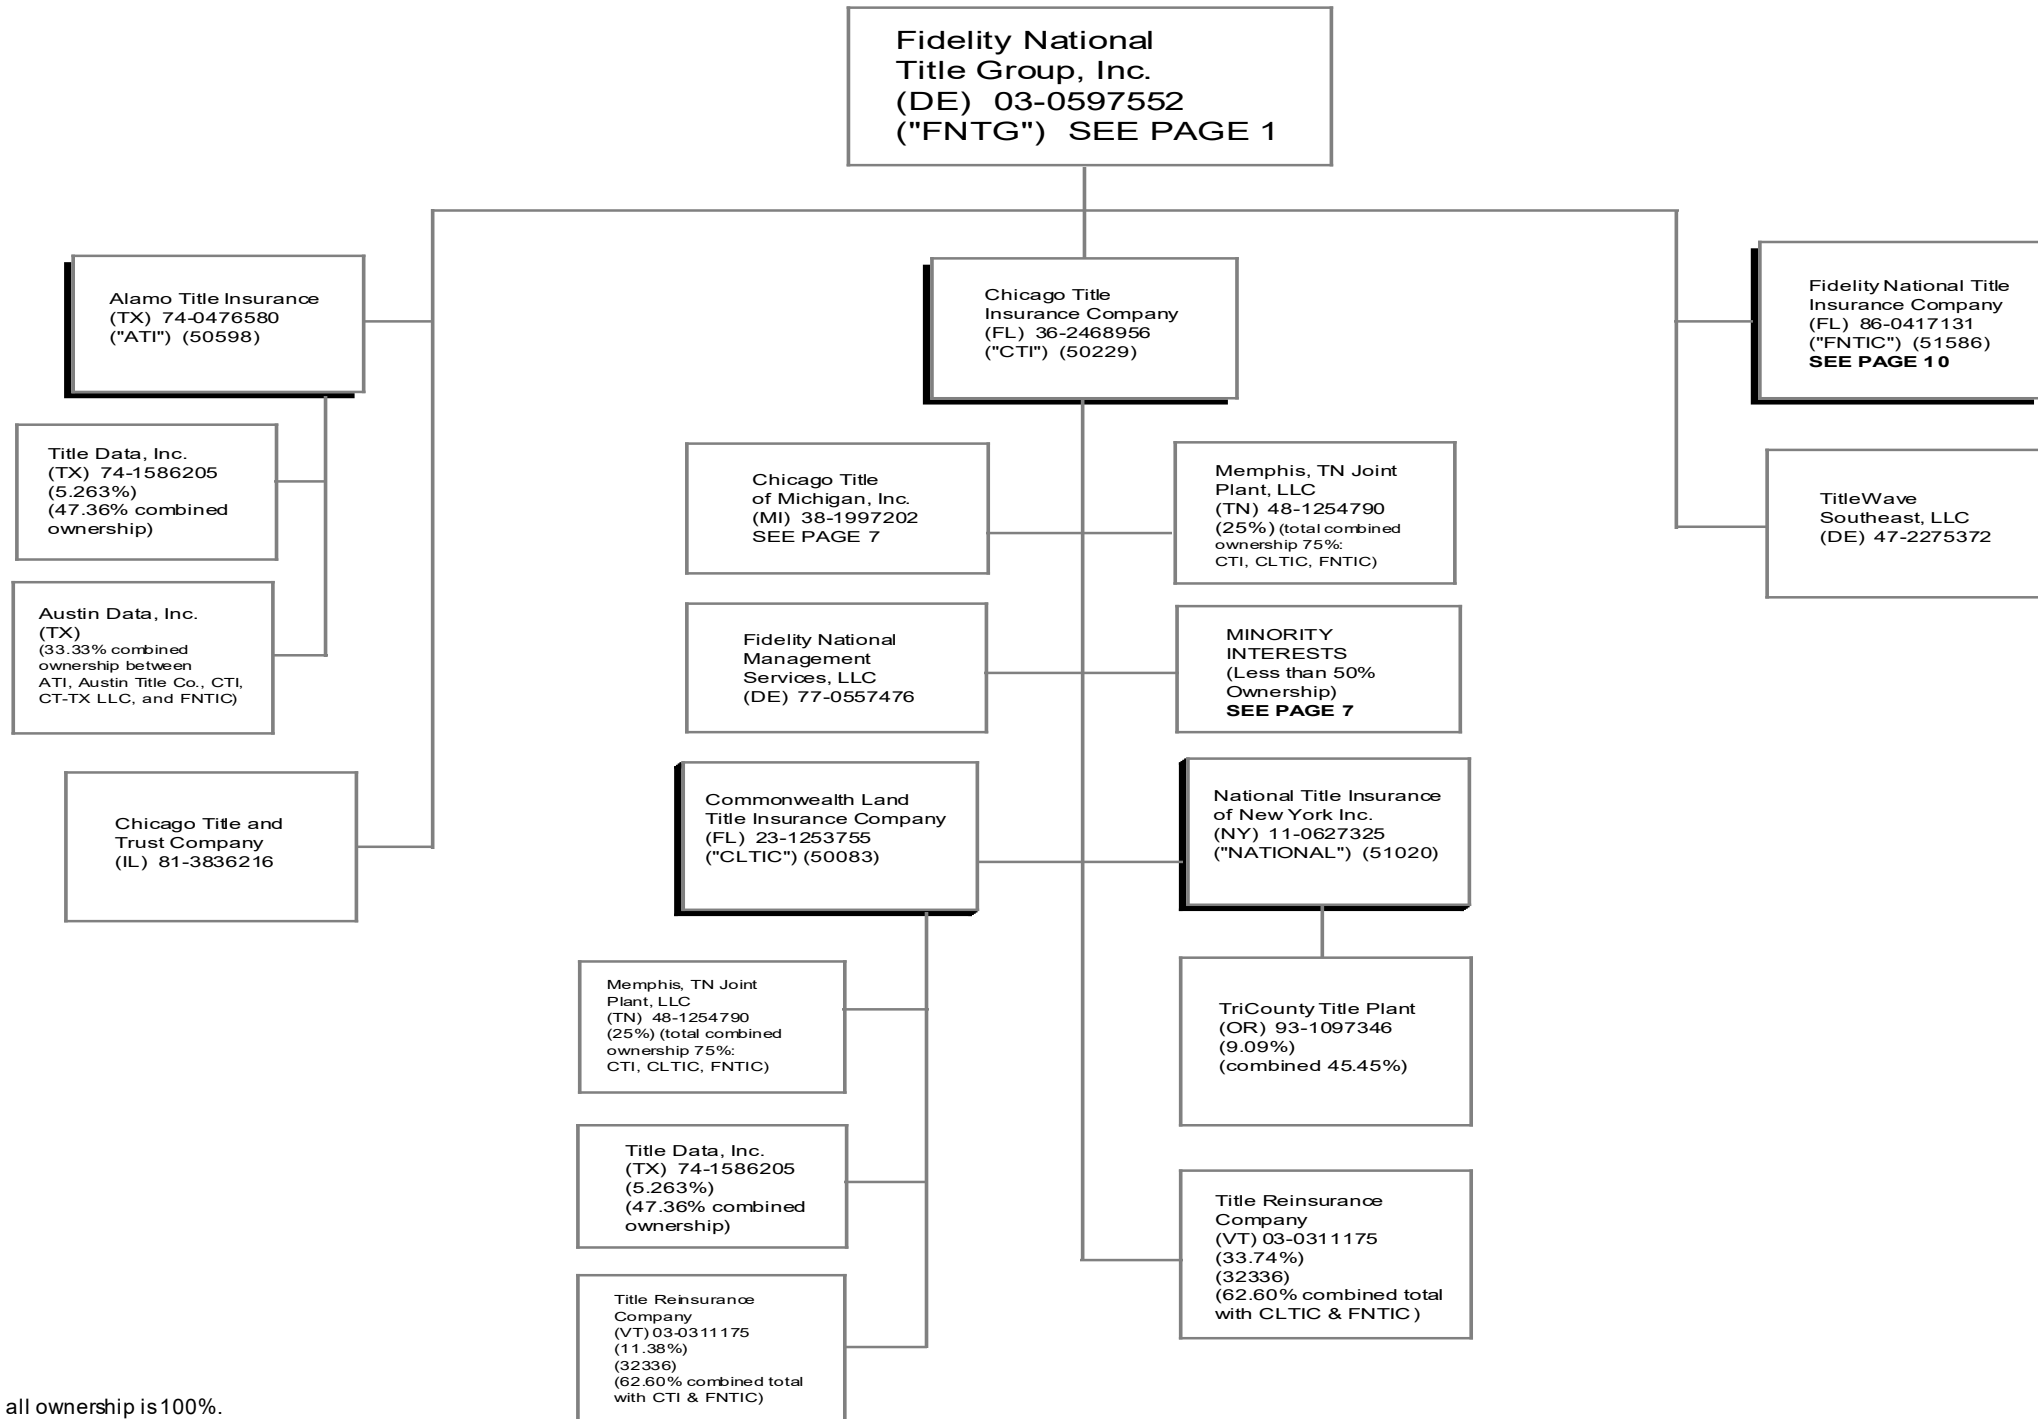 Fidelity National
Title Group, Inc.
(DE) 03-0597552
("FNTG") SEE PAGE 1
Alamo Title Insurance
(TX) 74-0476580
("ATI") (50598)
Chicago Title
Insurance Company
(FL) 36-2468956
("CTI") (50229)
Fidelity National Title
Insurance Company
(FL) 86-0417131
("FNTIC") (51586)
SEE PAGE 10
Title Data, Inc.
(TX) 74-1586205
(5.263%)
(47.36% combined
ownership)
Chicago Title
of Michigan, Inc.
(MI) 38-1997202
SEE PAGE 7
Memphis, TN Joint
Plant, LLC
(TN) 48-1254790
(25%) (total combined
ownership 75%:
CTI, CLTIC, FNTIC)
TitleWave
Southeast, LLC
(DE) 47-2275372
Austin Data, Inc.
(TX)
(33.33% combined
ownership between
ATI, Austin Title Co., CTI,
CT-TX LLC, and FNTIC)
Fidelity National
Management
Services, LLC
(DE) 77-0557476
MINORITY
INTERESTS
(Less than 50%
Ownership)
SEE PAGE 7
Chicago Title and
Trust Company
(IL) 81-3836216
Commonwealth Land
Title Insurance Company
(FL) 23-1253755
("CLTIC") (50083)
National Title Insurance
of New York Inc.
(NY) 11-0627325
("NATIONAL") (51020)
Memphis, TN Joint
Plant, LLC
(TN) 48-1254790
(25%) (total combined
ownership 75%:
CTI, CLTIC, FNTIC)
TriCounty Title Plant
(OR) 93-1097346
(9.09%)
(combined 45.45%)
Title Data, Inc.
(TX) 74-1586205
(5.263%)
(47.36% combined
ownership)
Title Reinsurance
Company
(VT) 03-0311175
(33.74%)
(32336)
(62.60% combined total
with CLTIC & FNTIC)
Title Reinsurance
Company
(VT) 03-0311175
(11.38%)
(32336)
(62.60% combined total
with CTI & FNTIC)
all ownership is 100%.